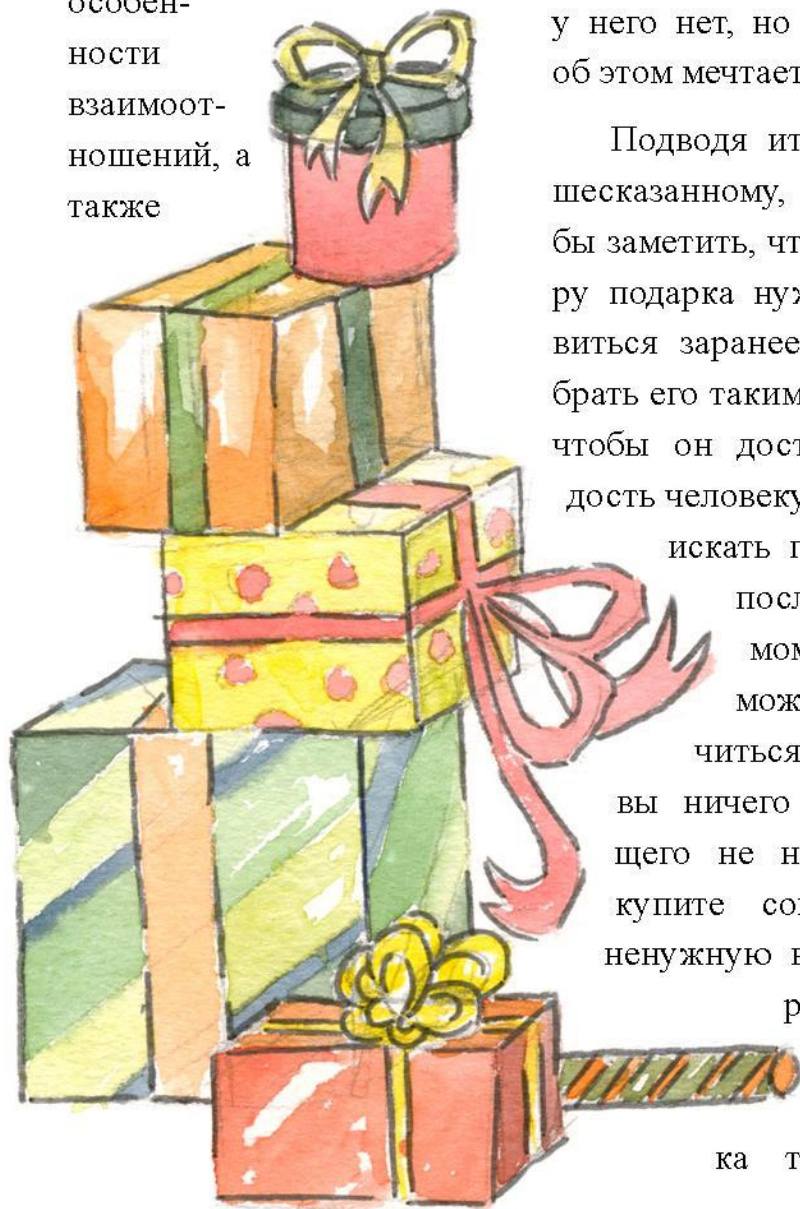 особен-
ности
взаимоот-
ношений, а
также
у него нет, но
об этом мечтает
Подводя ит
шесказанному,
бы заметить, чт
ру подарка нуж
виться заранее
брать его таким
чтобы он дост
дость человеку
искать п
посл
мом
мож
читься
вы ничего
щего не н
купите сов
ненужную в
р
ка т